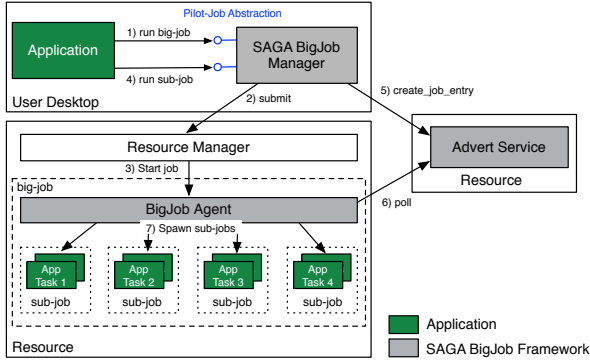 Pilot-Job Abstraction
1) run big-job
Application
SAGA BigJob
Manager
4) run sub-job
User Desktop
2) submit
5) create_job_entry
Resource Manager
Advert Service
3) Start job
Resource
big-job
BigJob Agent
6) poll
7) Spawn sub-jobs
App
Task 1
App
Task 2
App
Task 3
App
Task 4
sub-job
sub-job
sub-job
sub-job
Application
Resource
SAGA BigJob Framework